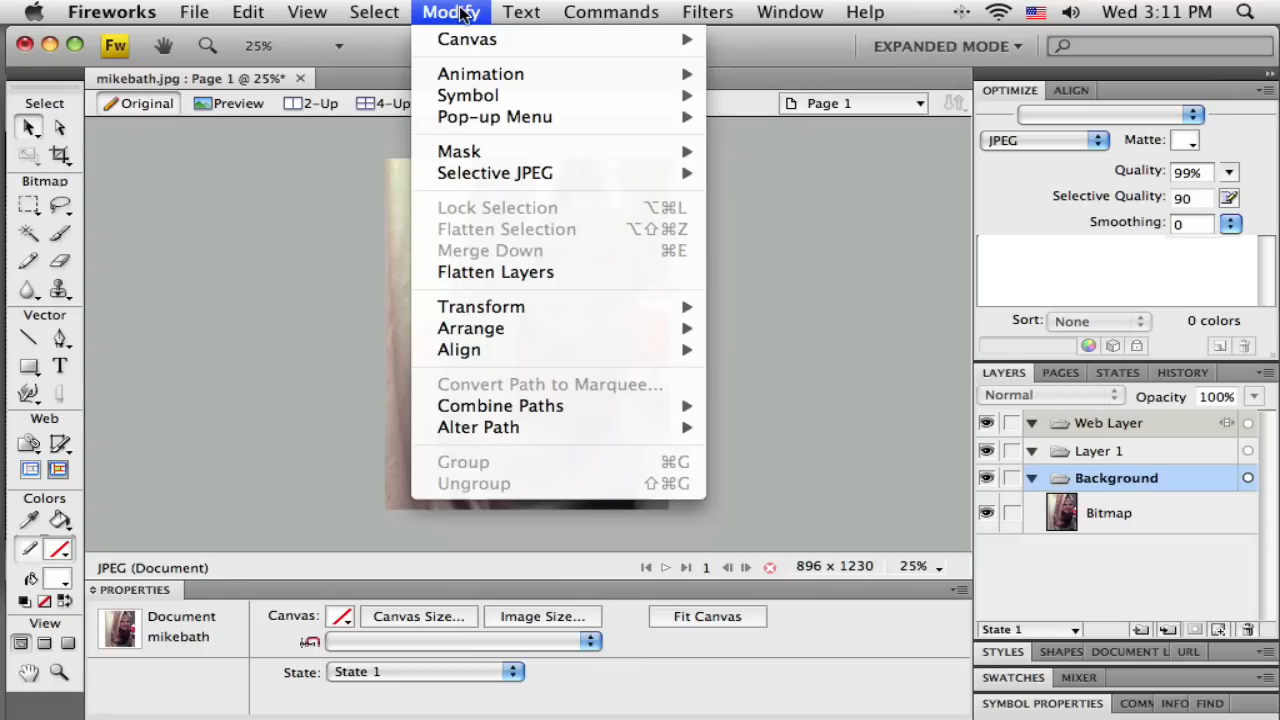 Fireworks File Edit View Select Modify Text Commands Filters Window Help Wed 3:11 PM
Fw 25% EXPANDED MODE
mikebath.jpg : Page 1 @ 25%*
Original Preview 2-Up 4-Up Page 1
Canvas
Animation
Symbol
Pop-up Menu
Mask
Selective JPEG
Lock Selection ⌥⌘L
Flatten Selection ⌥⇧⌘Z
Merge Down ⌘E
Flatten Layers
Transform
Arrange
Align
Convert Path to Marquee...
Combine Paths
Alter Path
Group ⌘G
Ungroup ⇧⌘G
Select
Bitmap
Vector
T
Web
Colors
View
OPTIMIZE ALIGN
JPEG Matte:
Quality: 99%
Selective Quality: 90
Smoothing: 0
Sort: None 0 colors
LAYERS PAGES STATES HISTORY
Normal Opacity 100%
Web Layer
Layer 1
Background
Bitmap
State 1
STYLES SHAPES DOCUMENT L URL
SWATCHES MIXER
SYMBOL PROPERTIES COMM INFO FIND
JPEG (Document) 1 896 x 1230 25%
PROPERTIES
Document
mikebath
Canvas: Canvas Size... Image Size... Fit Canvas
State: State 1